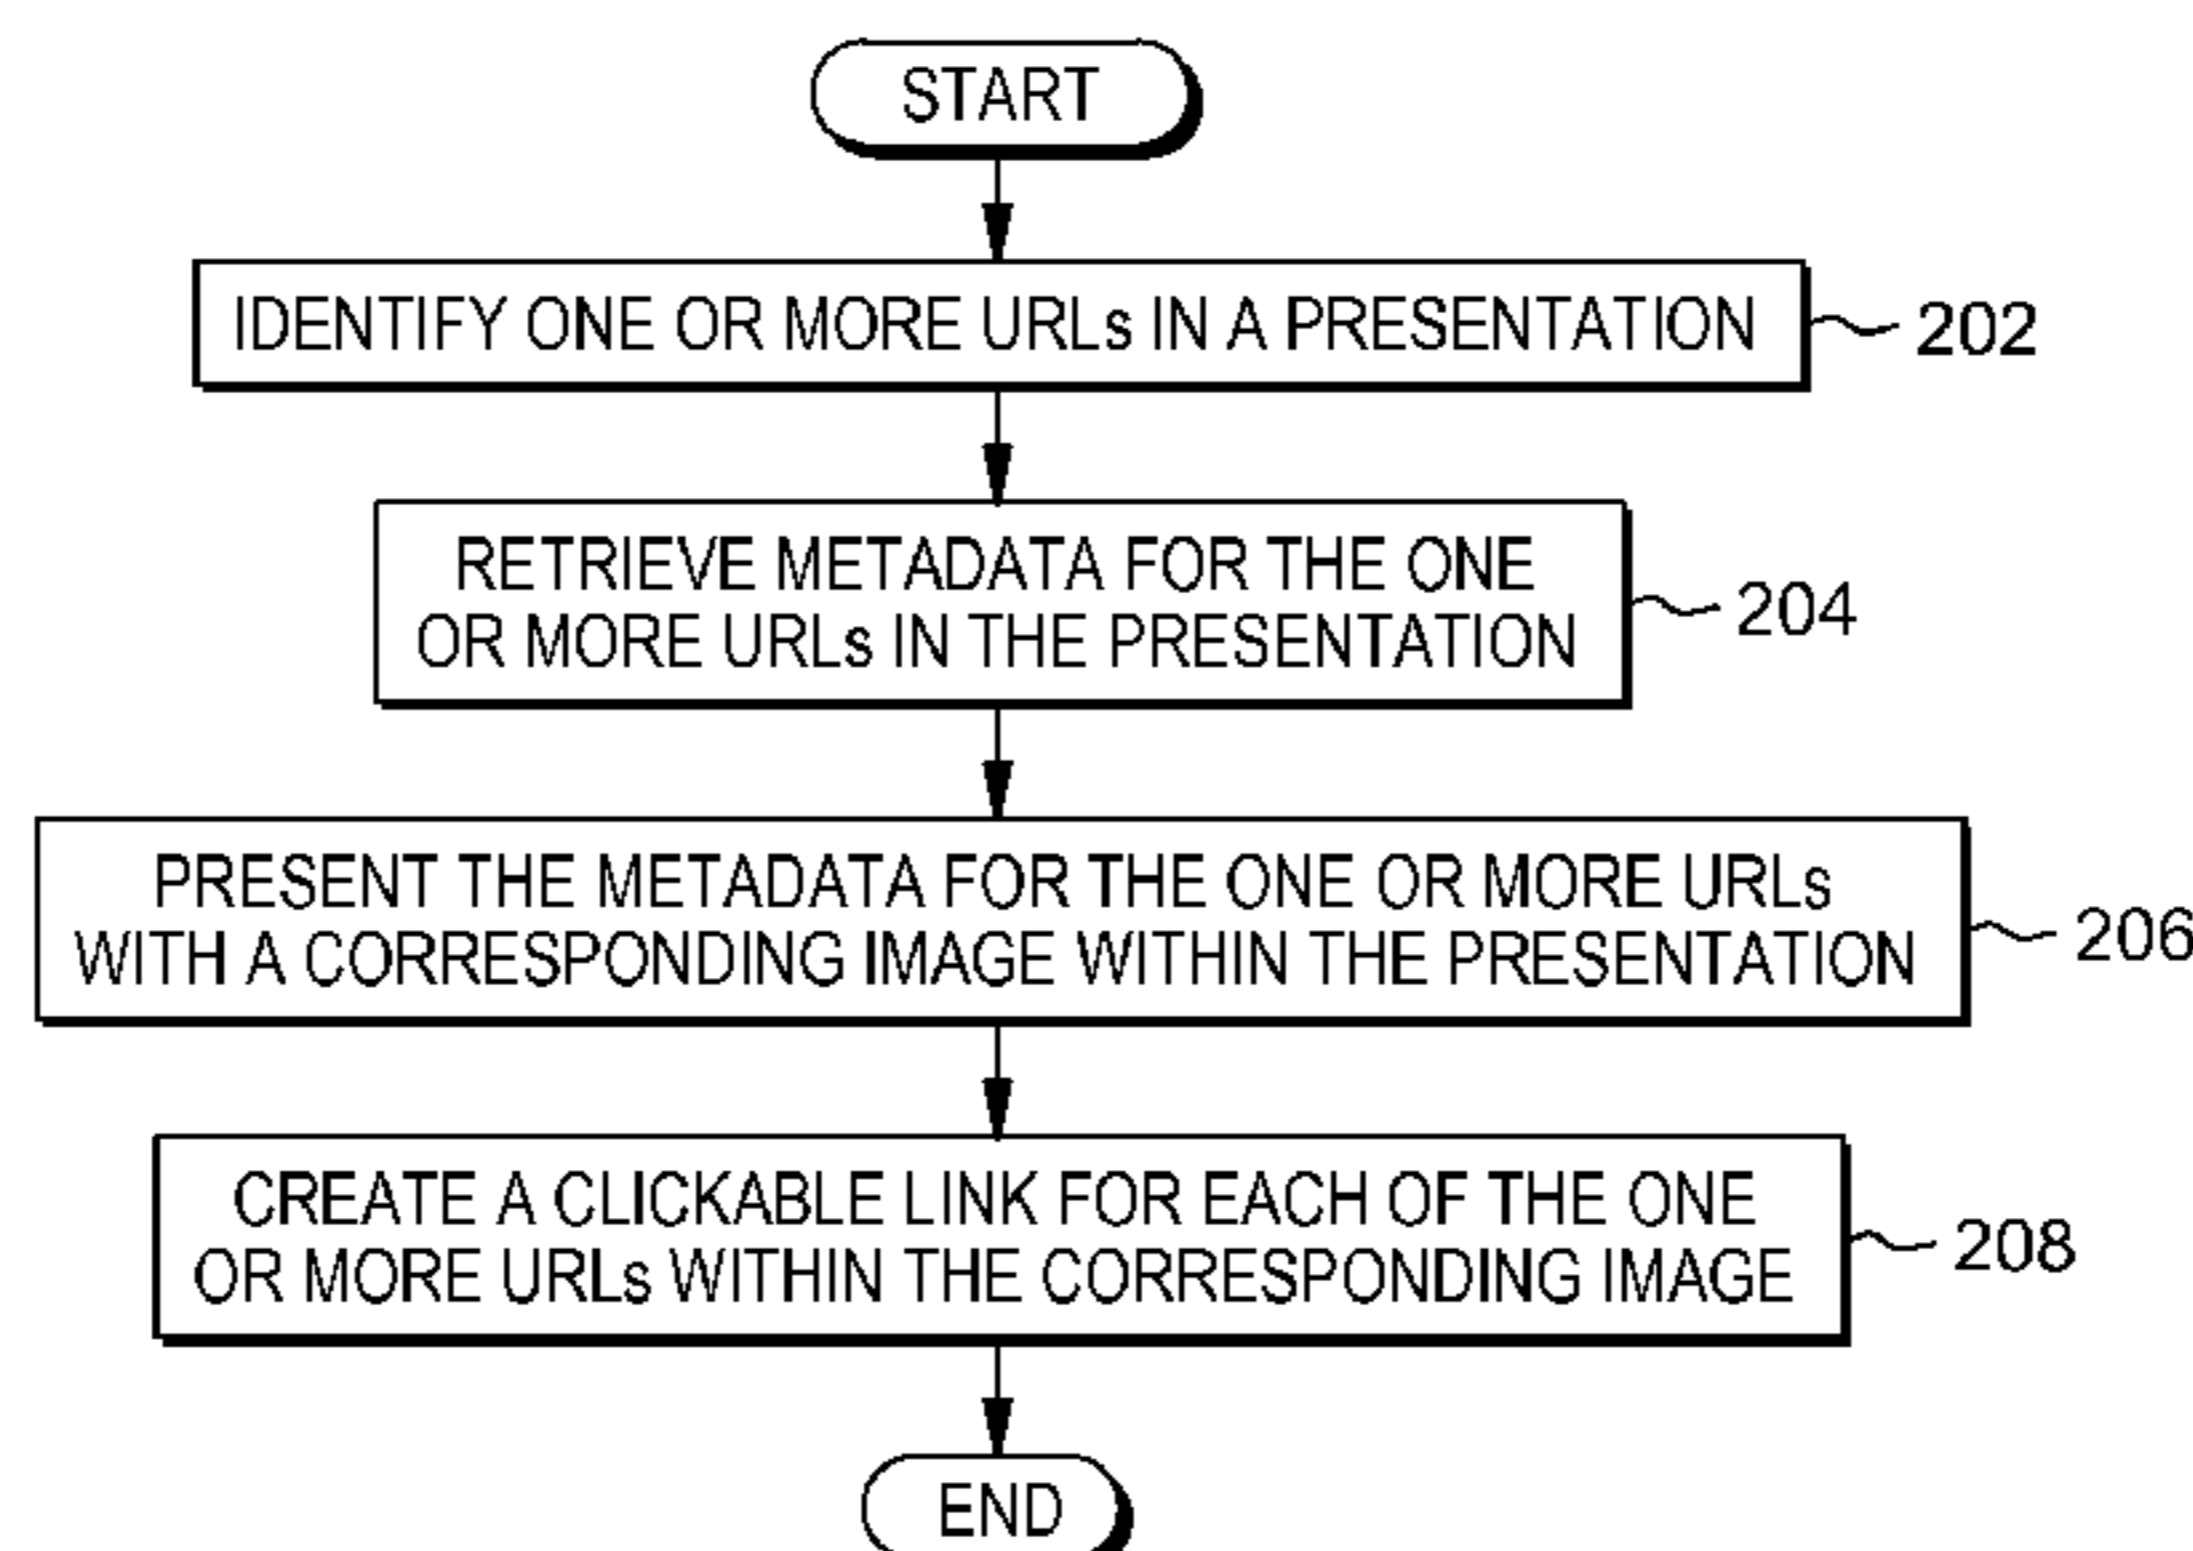 START
IDENTIFY ONE OR MORE URLs IN A PRESENTATION
202
RETRIEVE METADATA FOR THE ONE
OR MORE URLs IN THE PRESENTATION
204
PRESENT THE METADATA FOR THE ONE OR MORE URLs
WITH A CORRESPONDING IMAGE WITHIN THE PRESENTATION
206
CREATE A CLICKABLE LINK FOR EACH OF THE ONE
OR MORE URLs WITHIN THE CORRESPONDING IMAGE
208
END